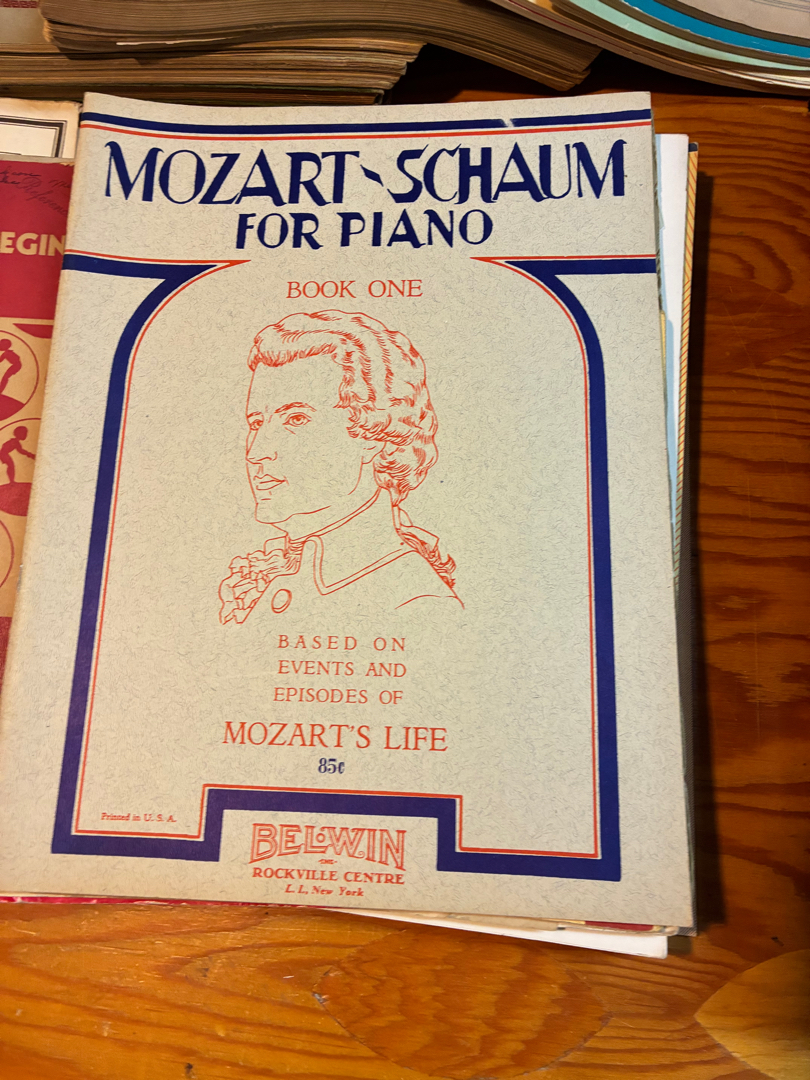 MOZART-SCHAUM
FOR PIANO
BOOK ONE
BASED ON
EVENTS AND
EPISODES OF
MOZART'S LIFE
85¢
Printed in U. S. A.
BELWIN
INC.
ROCKVILLE CENTRE
L. I., New York
EGIN